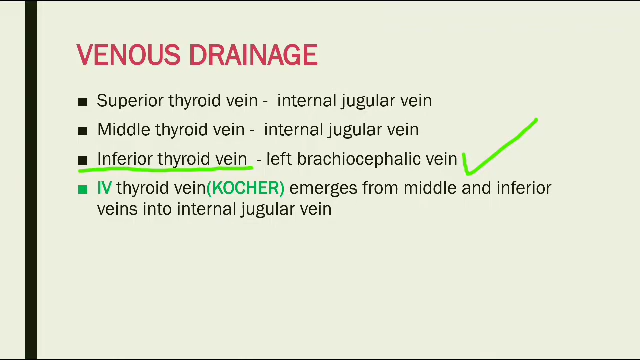 VENOUS DRAINAGE
Superior thyroid vein - internal jugular vein
Middle thyroid vein - internal jugular vein
Inferior thyroid vein - left brachiocephalic vein
IV thyroid vein(KOCHER) emerges from middle and inferior
veins into internal jugular vein